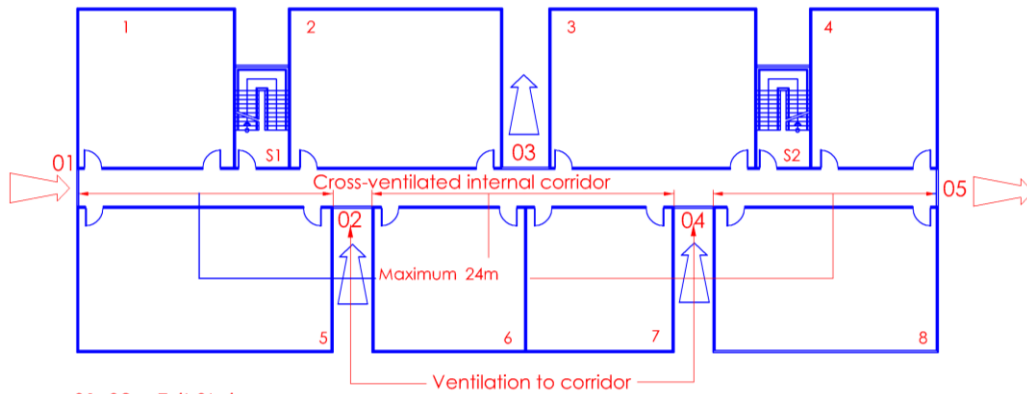 1
2
3
4
S1
S2
01
03
Cross-ventilated internal corridor
05
02
04
Maximum 24m
5
6
7
8
Ventilation to corridor